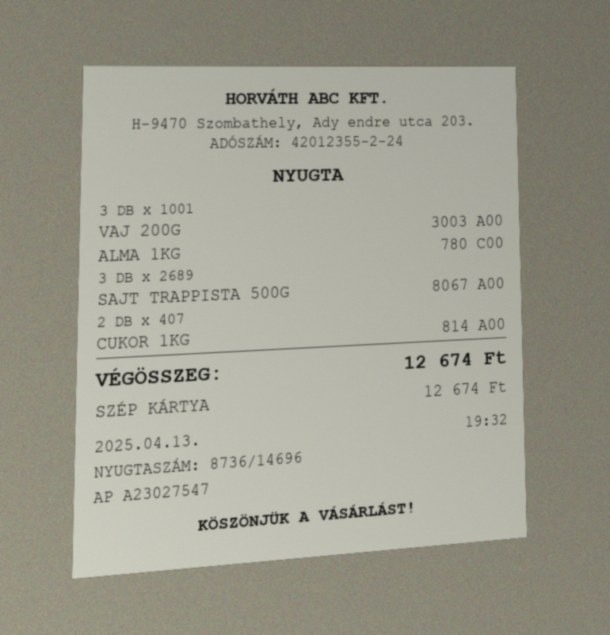 HORVÁTH ABC KFT.
H-9470 Szombathely, Ady endre utca 203.
ADÓSZÁM: 42012355-2-24
NYUGTA
3 DB x 1001
VAJ 200G 3003 A00
ALMA 1KG 780 C00
3 DB x 2689
SAJT TRAPPISTA 500G 8067 A00
2 DB x 407
CUKOR 1KG 814 A00
VÉGÖSSZEG: 12 674 Ft
SZÉP KÁRTYA 12 674 Ft
2025.04.13. 19:32
NYUGTASZÁM: 8736/14696
AP A23027547
KÖSZÖNJÜK A VÁSÁRLÁST!